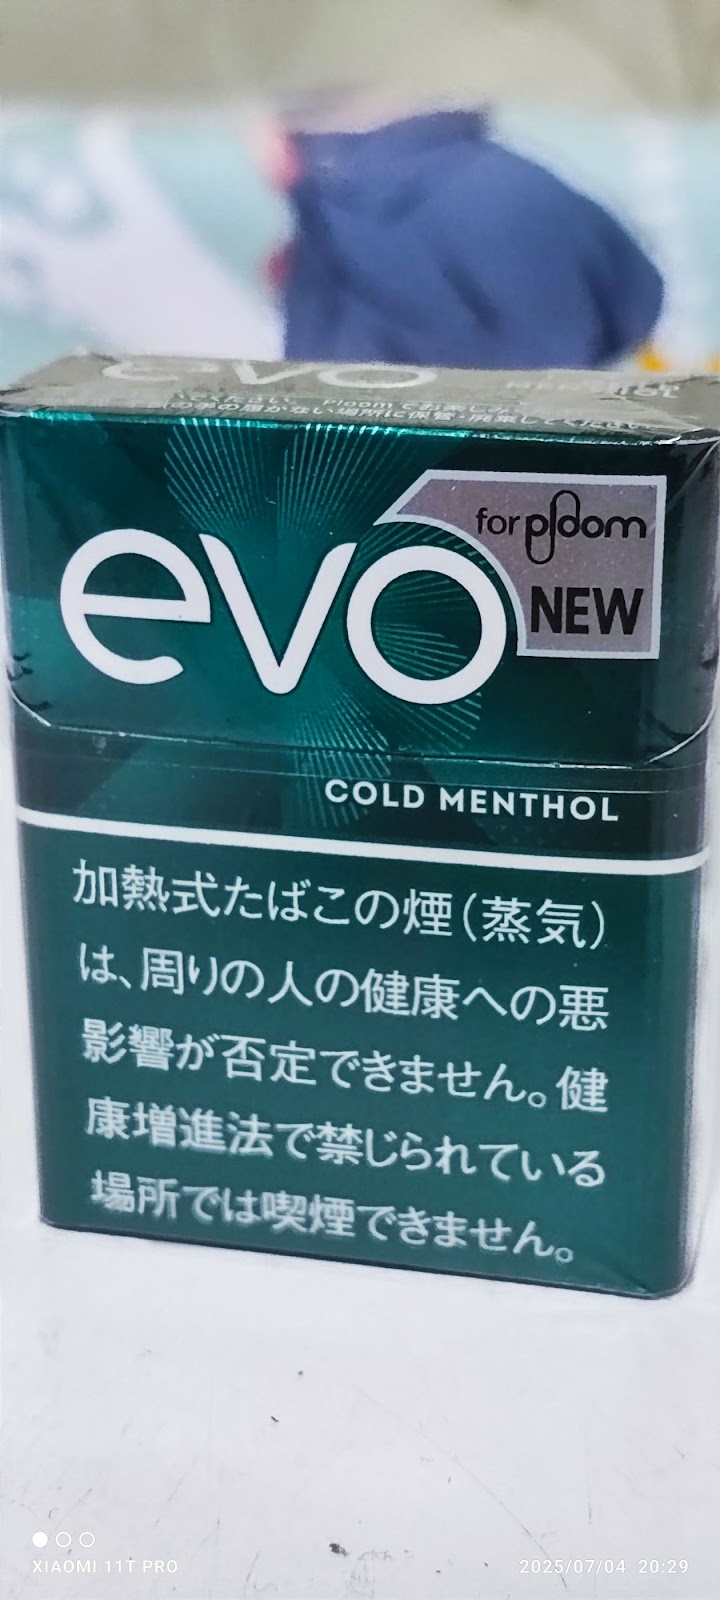 evo
for ploom
NEW
evo
COLD MENTHOL
加熱式たばこの煙(蒸気)
は、周りの人の健康への悪
影響が否定できません。健
康増進法で禁じられている
場所では喫煙できません。
XIAOMI 11T PRO
2025/07/04 20:29